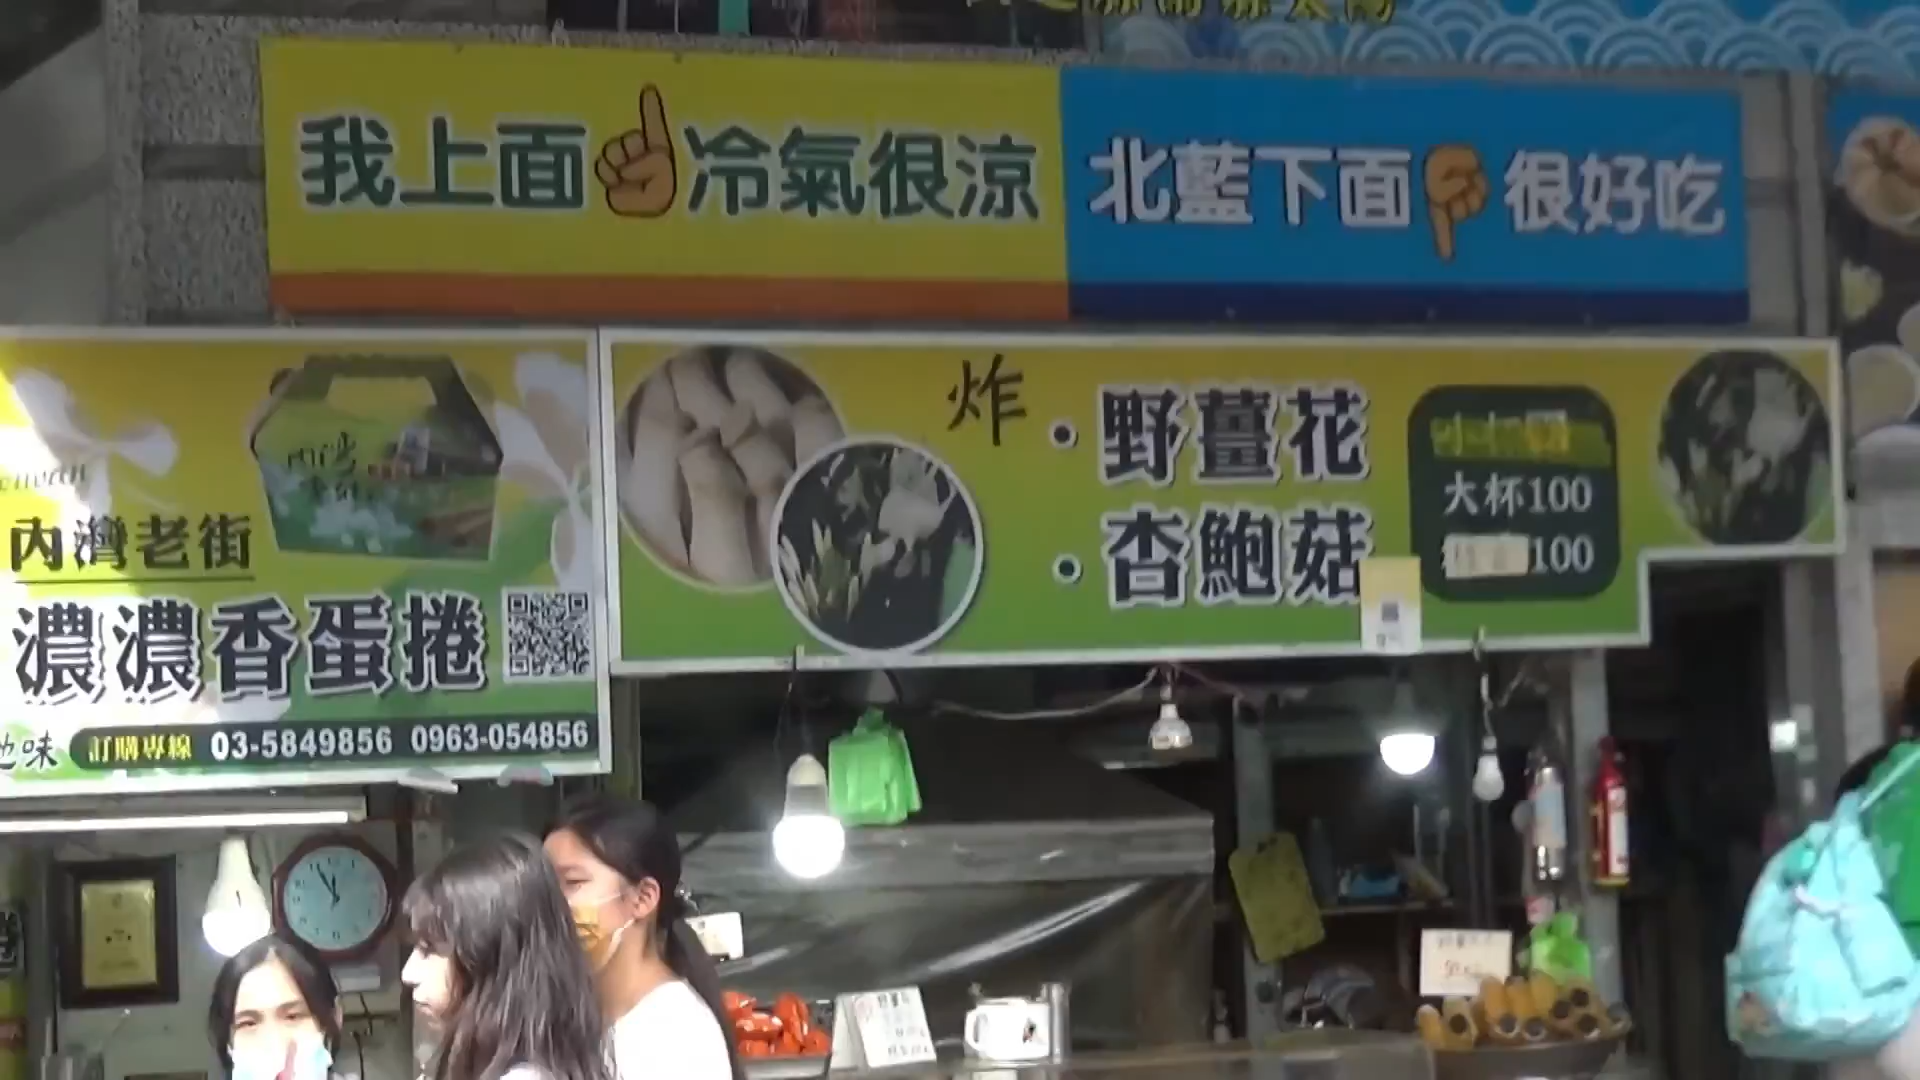 我上面☝冷氣很涼
北藍下面👇很好吃
炸
・野薑花
・杏鮑菇
大杯100
100
內灣老街
濃濃香蛋捲
訂購專線 03-5849856 0963-054856